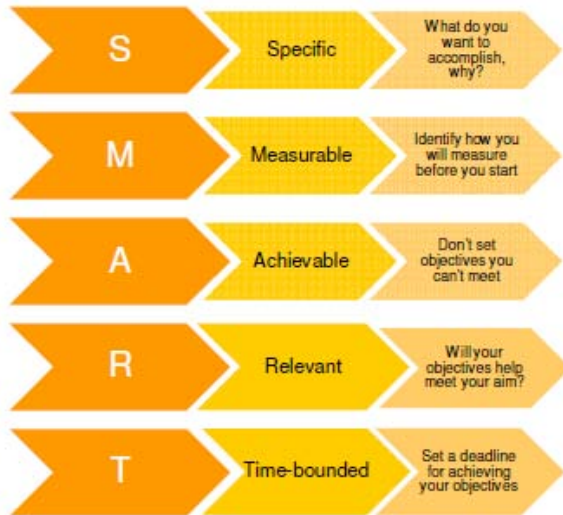 S
Specific
What do you
want to
accomplish,
why?
M
Measurable
Identify how you
will measure
before you start
A
Achievable
Don't set
objectives you
can't meet
R
Relevant
Will your
objectives help
meet your aim?
T
Time-bounded
Set a deadline
for achieving
your objectives